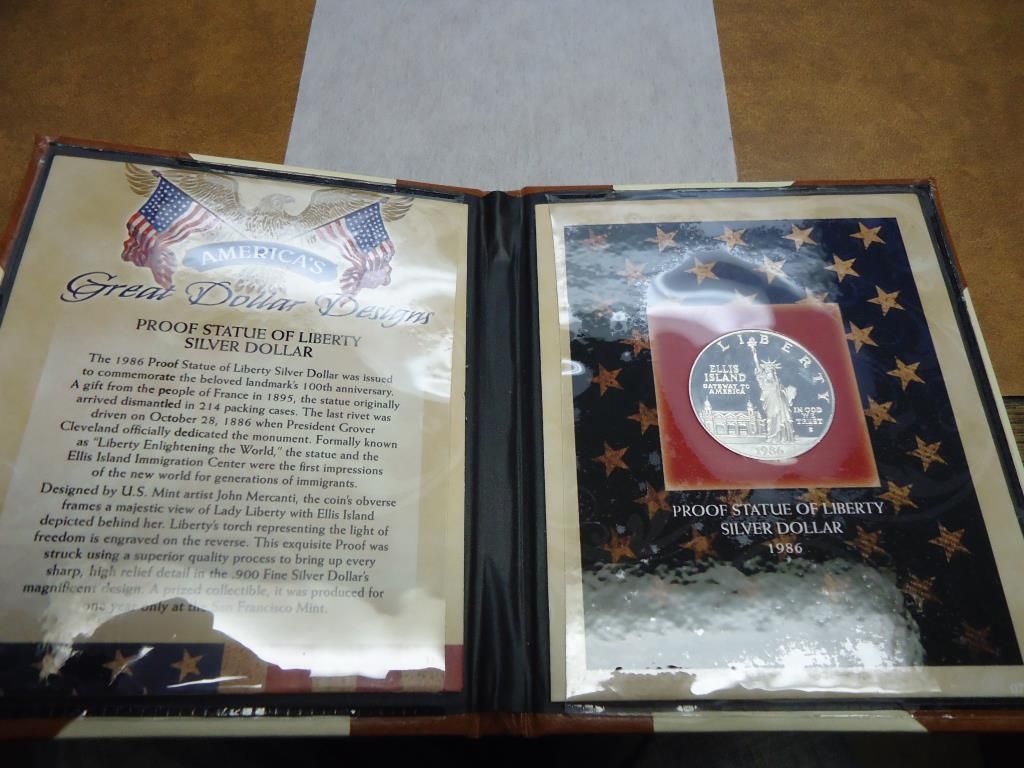 AMERICA'S
Great Dollar Designs
PROOF STATUE OF LIBERTY
SILVER DOLLAR
The 1986 Proof Statue of Liberty Silver Dollar was issued
to commemorate the beloved landmark's 100th anniversary.
A gift from the people of France in 1895, the statue originally
arrived dismantled in 214 packing cases. The last rivet was
driven on October 28, 1886 when President Grover
Cleveland officially dedicated the monument. Formally known
as "Liberty Enlightening the World," the statue and the
Ellis Island Immigration Center were the first impressions
of the new world for generations of immigrants.
Designed by U.S. Mint artist John Mercanti, the coin's obverse
frames a majestic view of Lady Liberty with Ellis Island
depicted behind her. Liberty's torch representing the light of
freedom is engraved on the reverse. This exquisite Proof was
struck using a superior quality process to bring up every
sharp, high relief detail in the .900 Fine Silver Dollar's
magnificent design. A prized collectible, it was produced for
one year only at the San Francisco Mint.
LIBERTY
ELLIS
ISLAND
GATEWAY TO
AMERICA
IN GOD
WE
TRUST
S
1986
PROOF STATUE OF LIBERTY
SILVER DOLLAR
1986